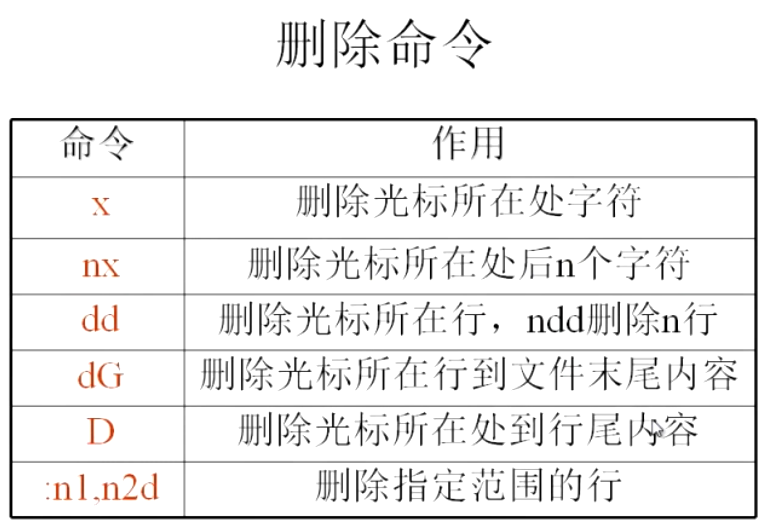 删除命令
命令 作用
x 删除光标所在处字符
nx 删除光标所在处后n个字符
dd 删除光标所在行，ndd删除n行
dG 删除光标所在行到文件末尾内容
D 删除光标所在处到行尾内容
:n1,n2d 删除指定范围的行